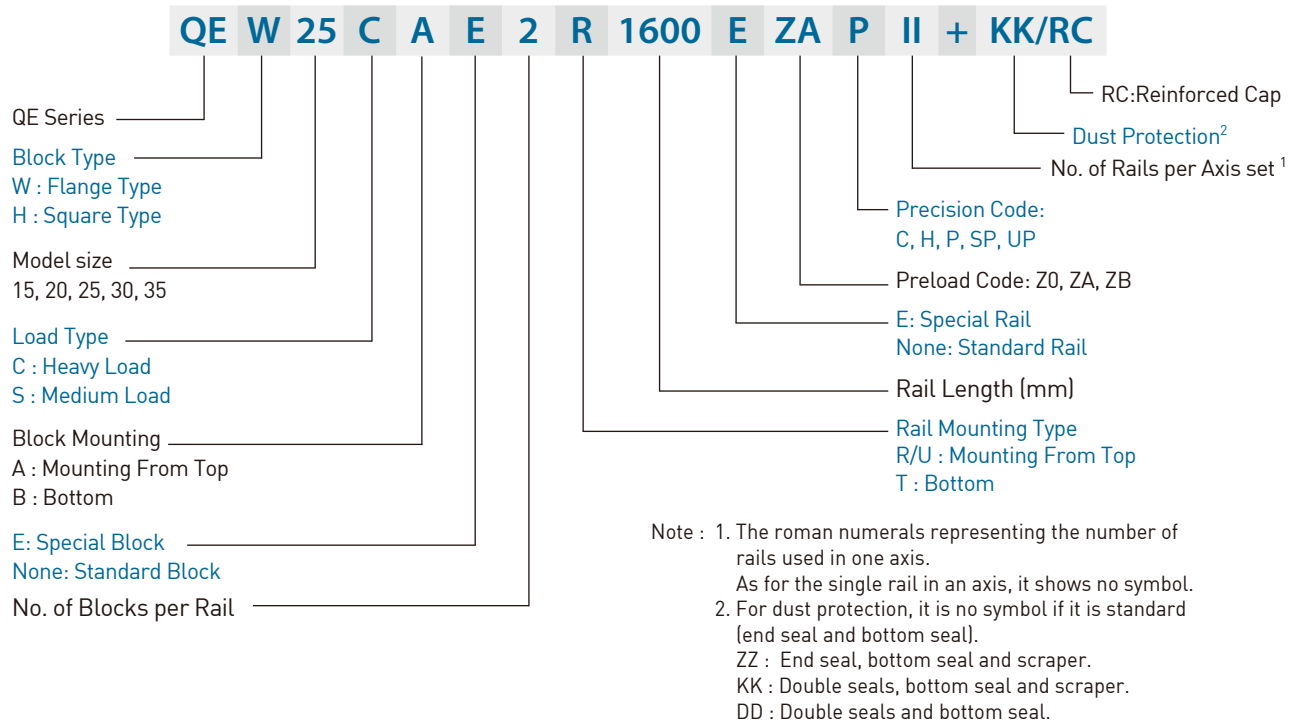 QE W 25 C A E 2 R 1600 E ZA P II + KK/RC
QE Series
Block Type
W : Flange Type
H : Square Type
Model size
15, 20, 25, 30, 35
Load Type
C : Heavy Load
S : Medium Load
Block Mounting
A : Mounting From Top
B : Bottom
E: Special Block
None: Standard Block
No. of Blocks per Rail
RC:Reinforced Cap
Dust Protection2
No. of Rails per Axis set 1
Precision Code:
C, H, P, SP, UP
Preload Code: Z0, ZA, ZB
E: Special Rail
None: Standard Rail
Rail Length (mm)
Rail Mounting Type
R/U : Mounting From Top
T : Bottom
Note : 1. The roman numerals representing the number of
rails used in one axis.
As for the single rail in an axis, it shows no symbol.
2. For dust protection, it is no symbol if it is standard
(end seal and bottom seal).
ZZ : End seal, bottom seal and scraper.
KK : Double seals, bottom seal and scraper.
DD : Double seals and bottom seal.